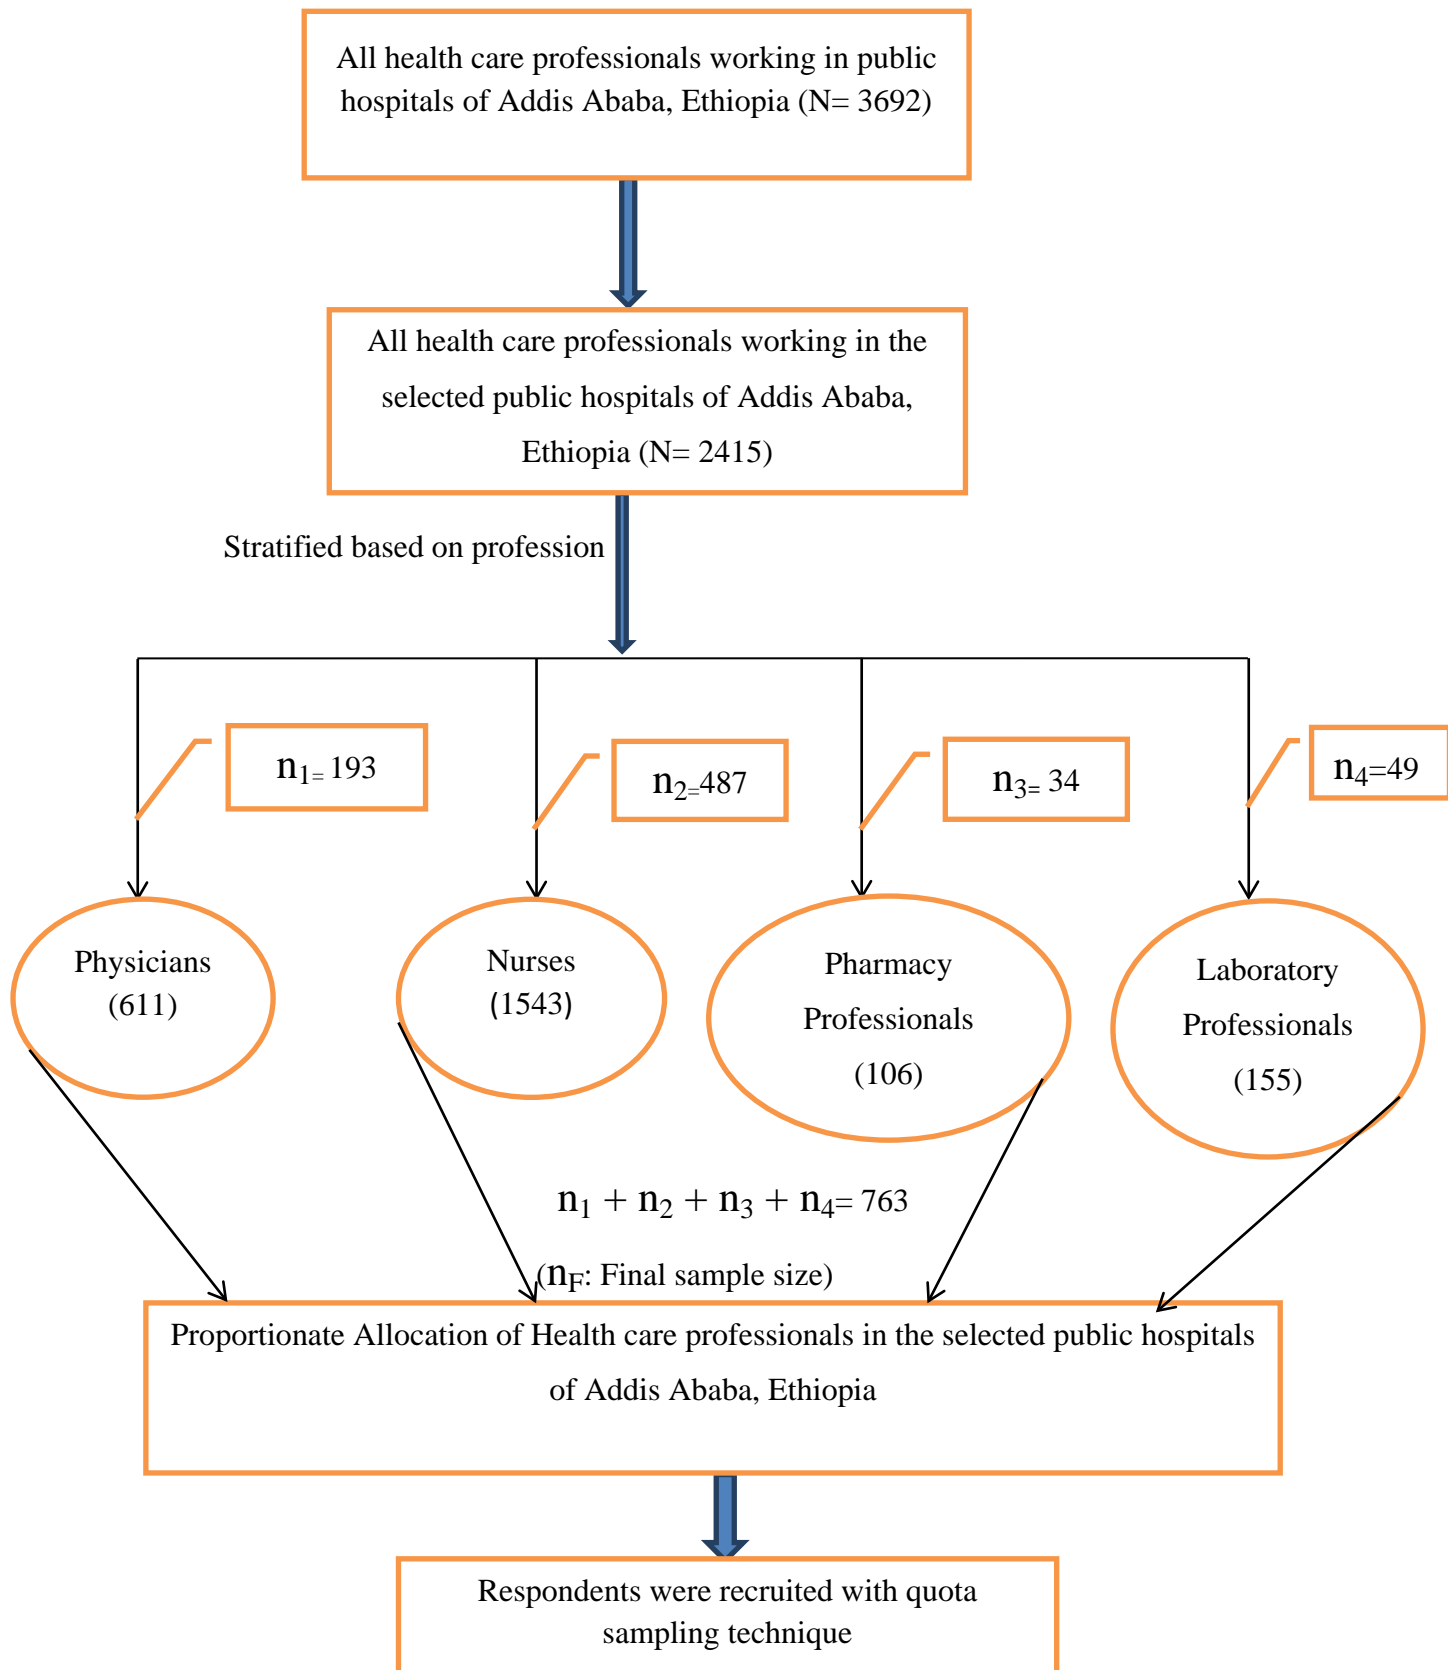 All health care professionals working in public
hospitals of Addis Ababa, Ethiopia (N= 3692)
All health care professionals working in the
selected public hospitals of Addis Ababa,
Ethiopia (N= 2415)
Stratified based on profession
n1= 193
n2=487
n3= 34
n4=49
Physicians
(611)
Nurses
(1543)
Pharmacy
Professionals
(106)
Laboratory
Professionals
(155)
n1 + n2 + n3 + n4= 763
(nF: Final sample size)
Proportionate Allocation of Health care professionals in the selected public hospitals
of Addis Ababa, Ethiopia
Respondents were recruited with quota
sampling technique